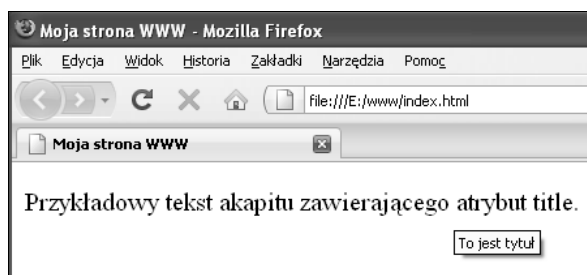 Moja strona WWW - Mozilla Firefox
Plik Edycja Widok Historia Zakładki Narzędzia Pomoc
file:///E:/www/index.html
Moja strona WWW
Przykładowy tekst akapitu zawierającego atrybut title.
To jest tytuł